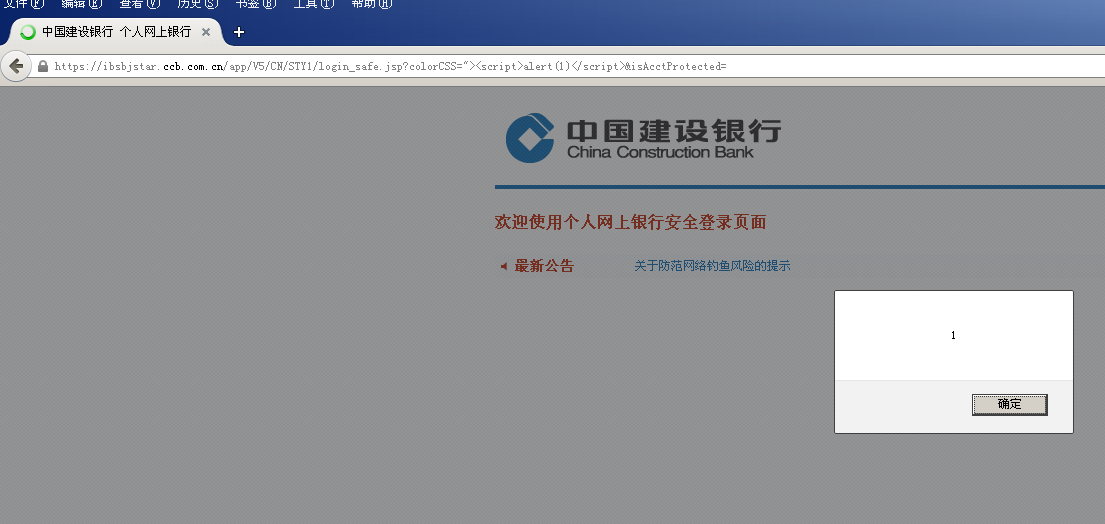 文件(F) 编辑(E) 查看(V) 历史(S) 书签(B) 工具(T) 帮助(H)
中国建设银行 个人网上银行
https://ibsbjstar.ccb.com.cn/app/V5/CN/STY1/login_safe.jsp?colorCSS="><script>alert(1)</script>&isAcctProtected=
中国建设银行
China Construction Bank
欢迎使用个人网上银行安全登录页面
最新公告 关于防范网络钓鱼风险的提示
1
确定